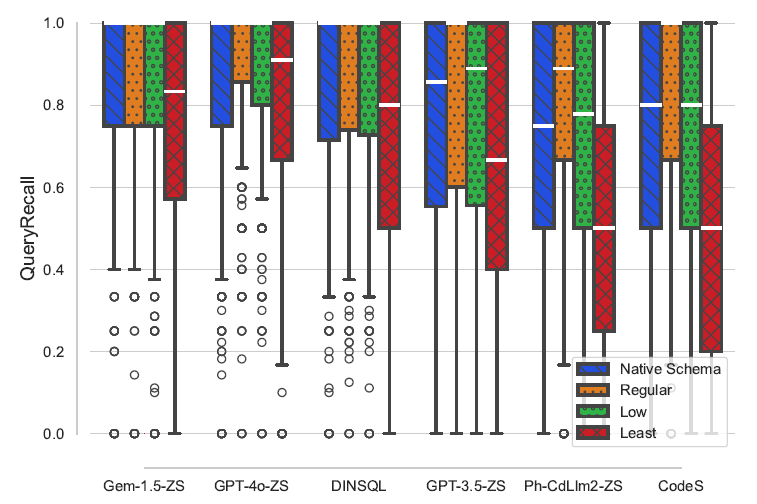 1.0
0.8
0.6
0.4
0.2
0.0
QueryRecall
Native Schema
Regular
Low
Least
Gem-1.5-ZS GPT-4o-ZS DINSQL GPT-3.5-ZS Ph-CdLlm2-ZS CodeS